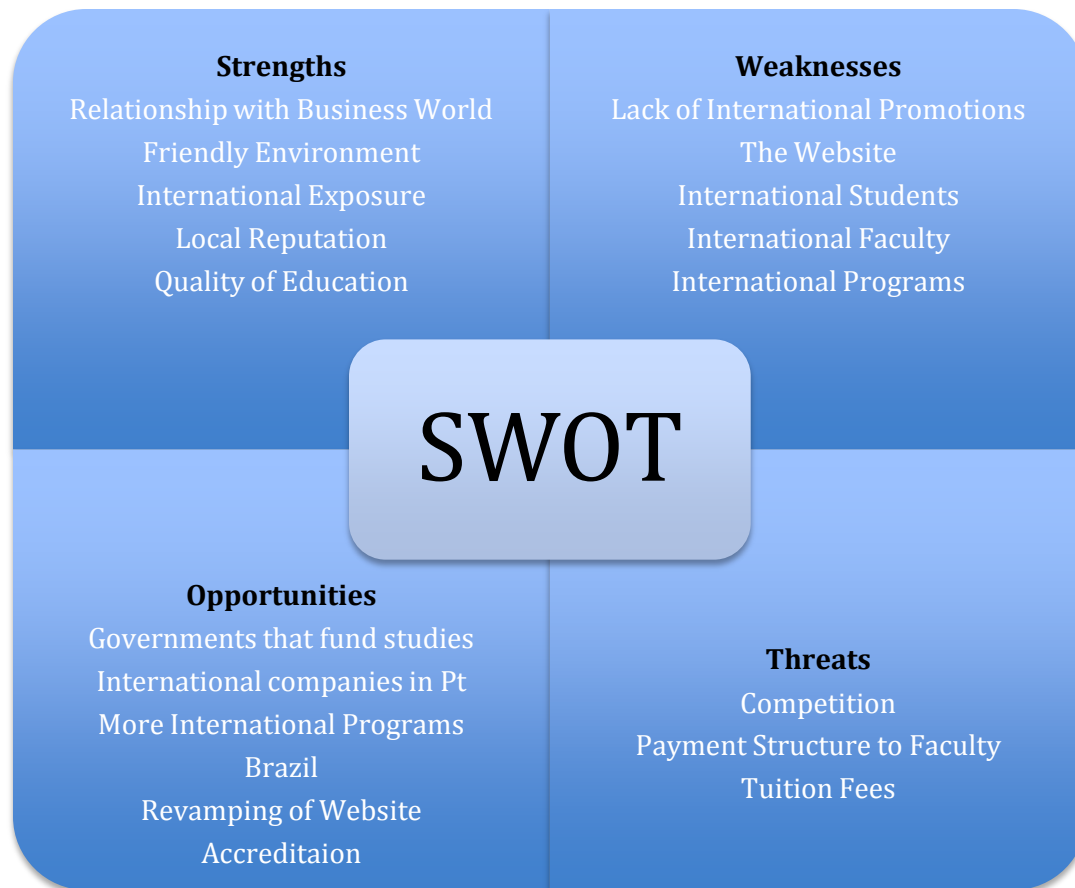 Strengths
Relationship with Business World
Friendly Environment
International Exposure
Local Reputation
Quality of Education
Weaknesses
Lack of International Promotions
The Website
International Students
International Faculty
International Programs
SWOT
Opportunities
Governments that fund studies
International companies in Pt
More International Programs
Brazil
Revamping of Website
Accreditaion
Threats
Competition
Payment Structure to Faculty
Tuition Fees